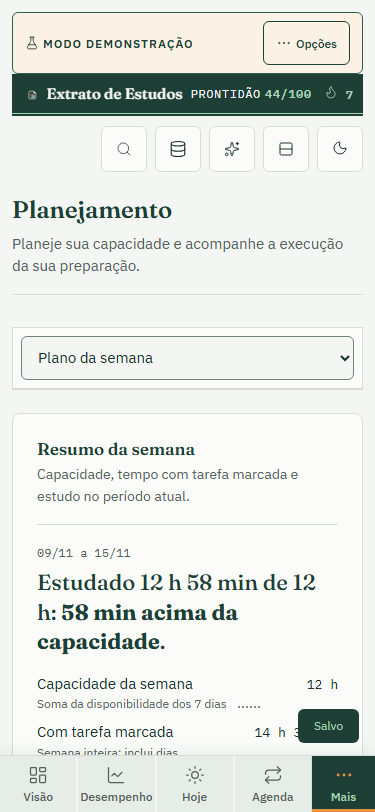 MODO DEMONSTRAÇÃO
··· Opções
Extrato de Estudos PRONTIDÃO 44/100 7
Planejamento
Planeje sua capacidade e acompanhe a execução
da sua preparação.
Plano da semana
Resumo da semana
Capacidade, tempo com tarefa marcada e
estudo no período atual.
09/11 a 15/11
Estudado 12 h 58 min de 12
h: 58 min acima da
capacidade.
Capacidade da semana 12 h
Soma da disponibilidade dos 7 dias ......
Com tarefa marcada 14 h
Salvo
Semana inteira: inclui dias
Visão
Desempenho
Hoje
Agenda
Mais